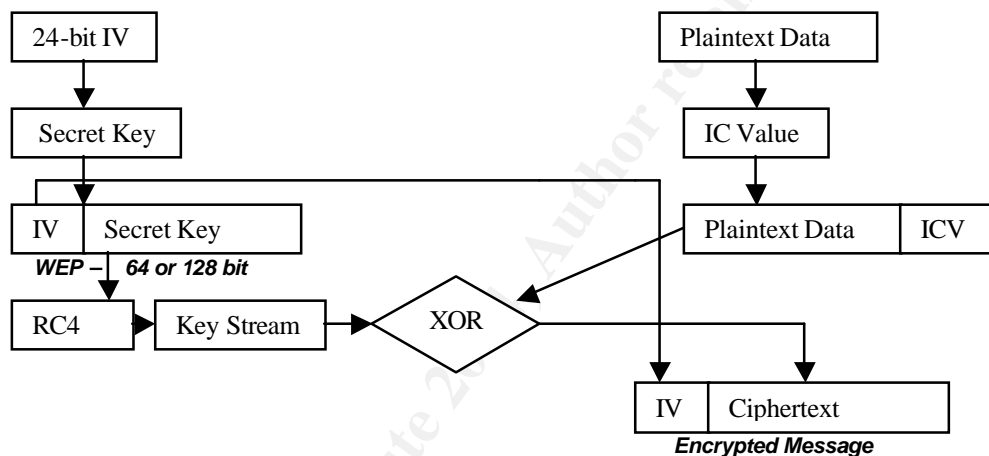 24-bit IV
Plaintext Data
Secret Key
IC Value
IV Secret Key
Plaintext Data ICV
WEP – 64 or 128 bit
RC4
Key Stream
XOR
IV Ciphertext
Encrypted Message
Author